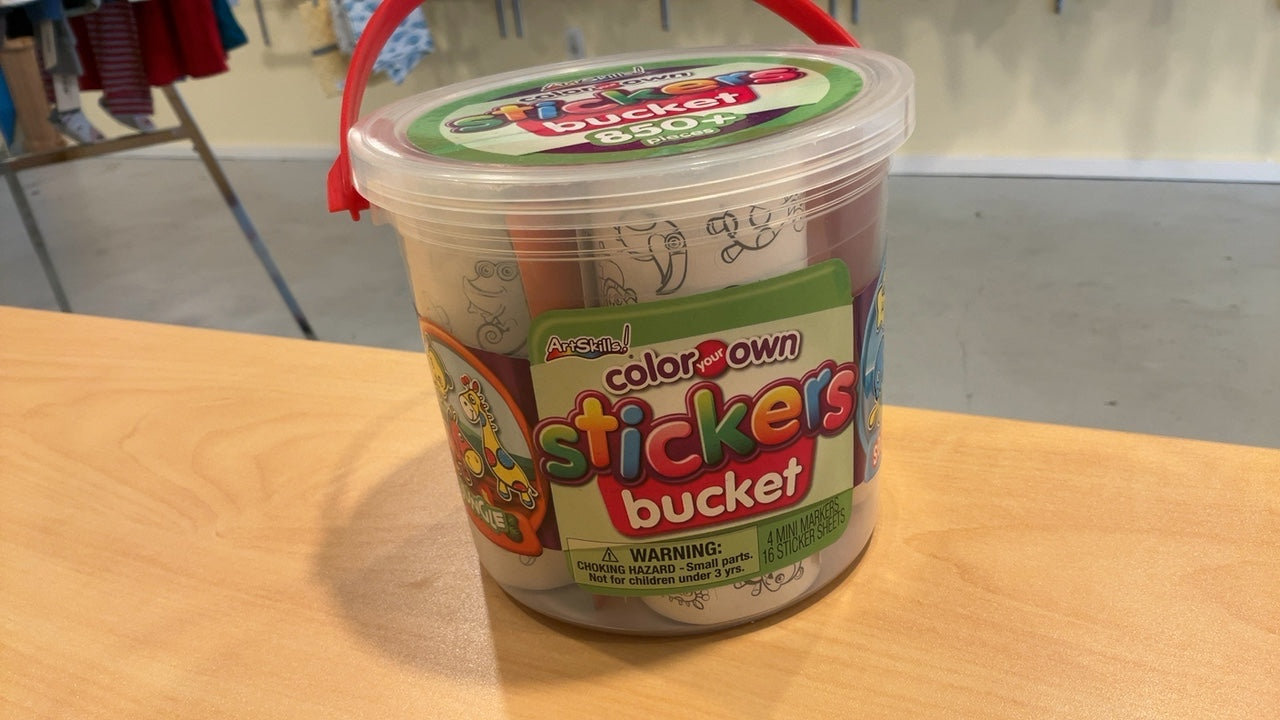 ArtSkills!
color your own
stickers
bucket
850+
pieces
ArtSkills!
color your own
stickers
bucket
WARNING:
CHOKING HAZARD - Small parts.
Not for children under 3 yrs.
4 MINI MARKERS
16 STICKER SHEETS